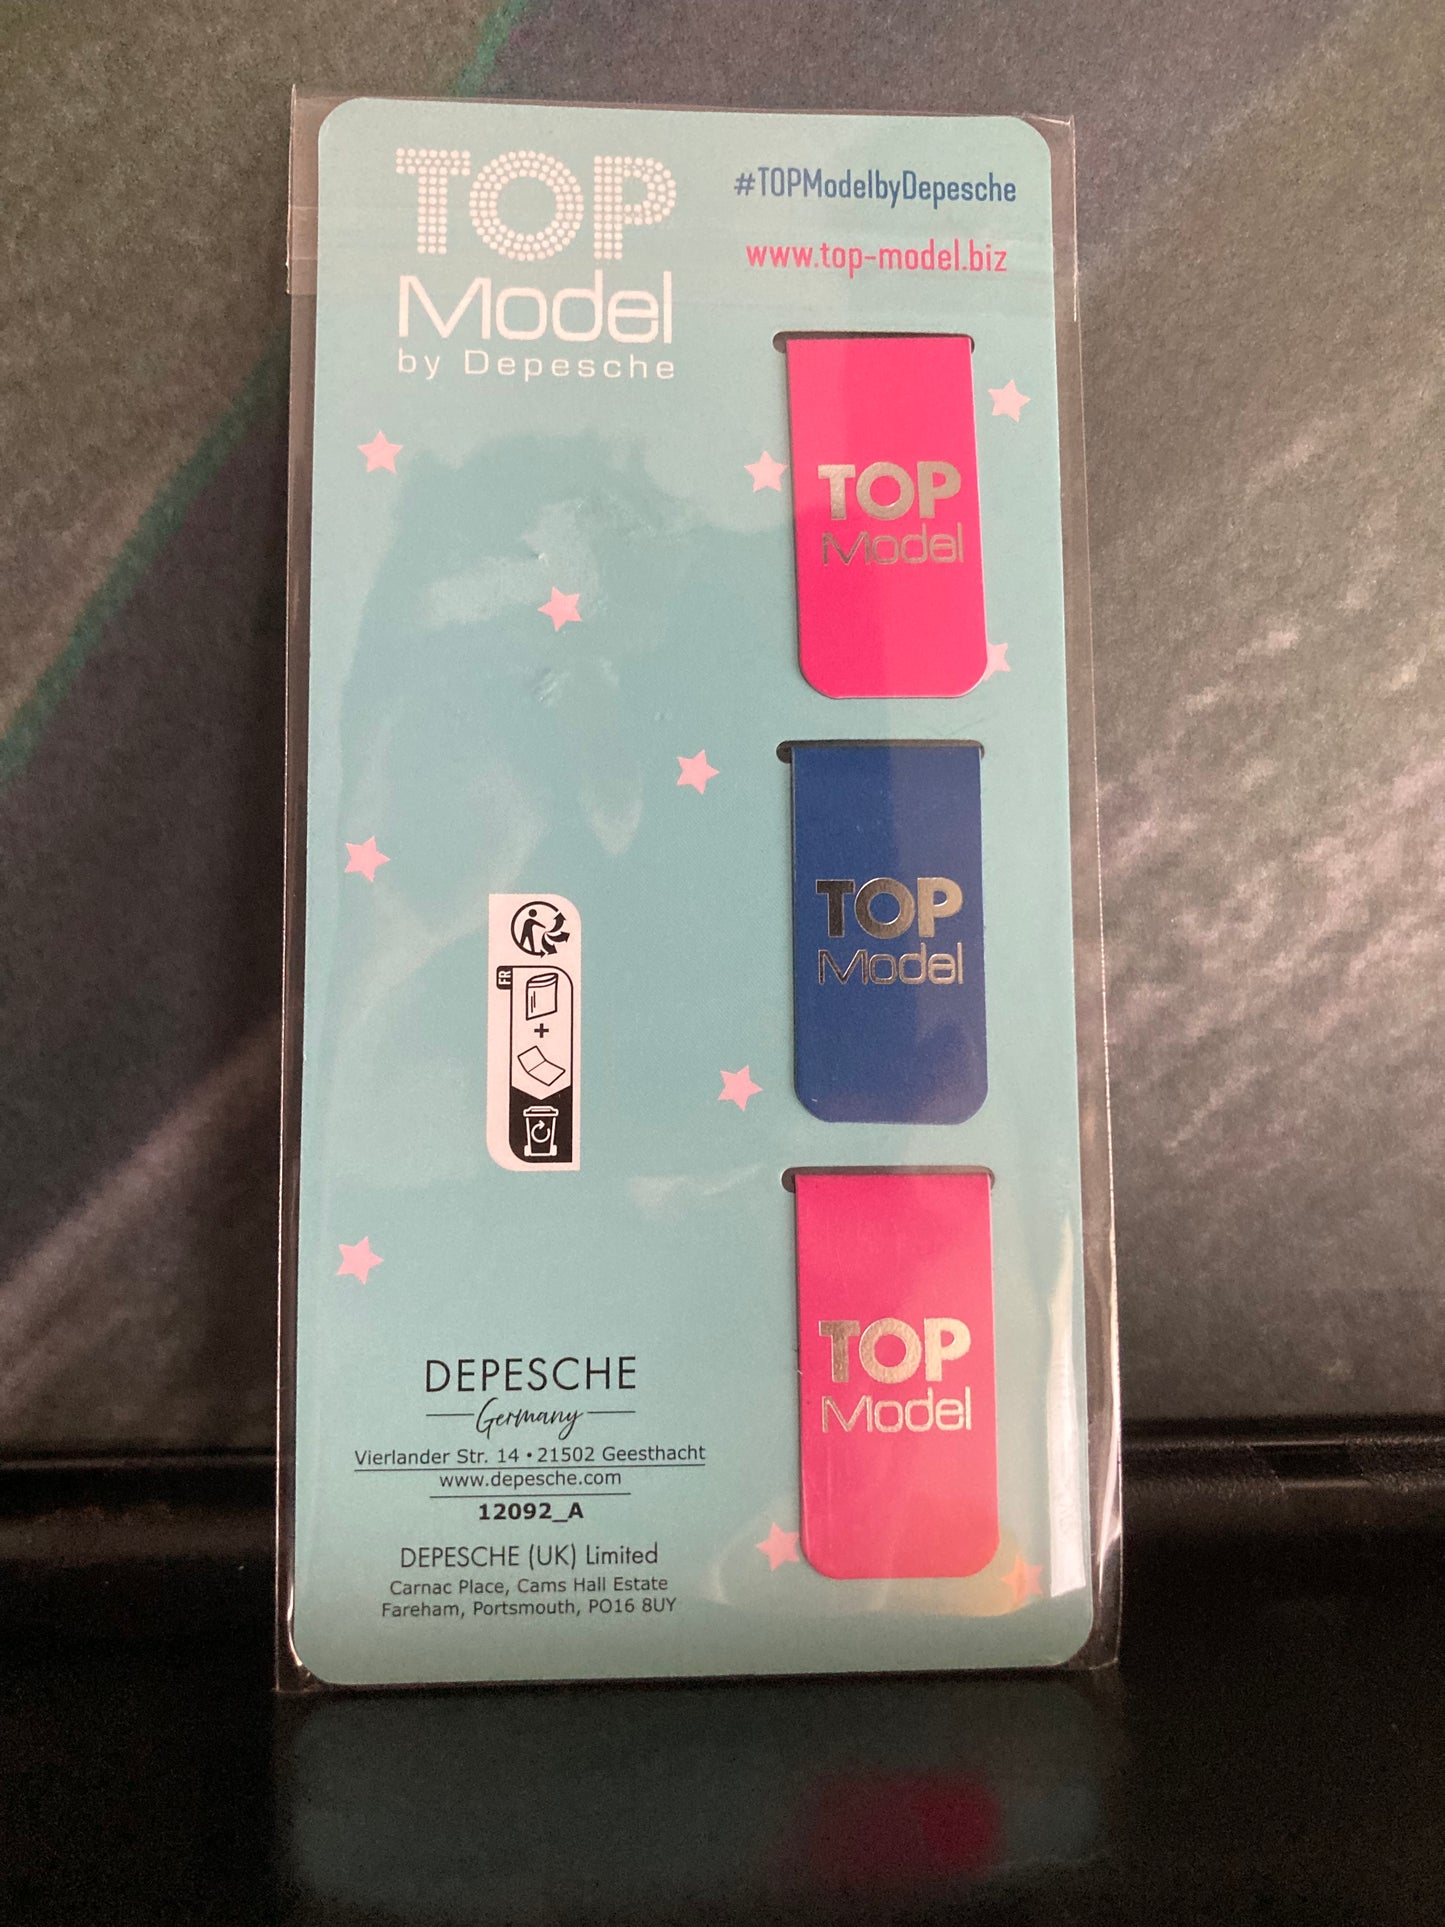 TOP
Model
by Depesche
#TOPModelbyDepesche
www.top-model.biz
TOP
Model
TOP
Model
FR
+
TOP
Model
DEPESCHE
Germany
Vierlander Str. 14 • 21502 Geesthacht
www.depesche.com
12092_A
DEPESCHE (UK) Limited
Carnac Place, Cams Hall Estate
Fareham, Portsmouth, PO16 8UY